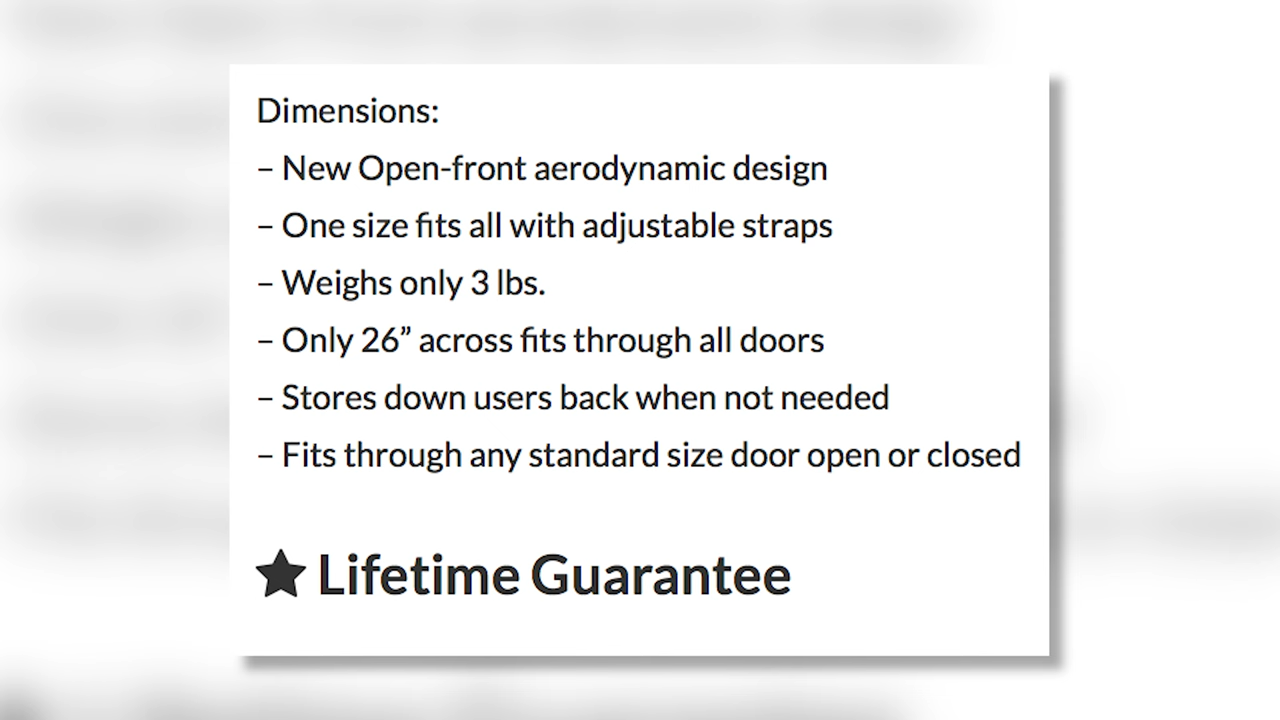 Dimensions:
– New Open-front aerodynamic design
– One size fits all with adjustable straps
– Weighs only 3 lbs.
– Only 26” across fits through all doors
– Stores down users back when not needed
– Fits through any standard size door open or closed
★ Lifetime Guarantee